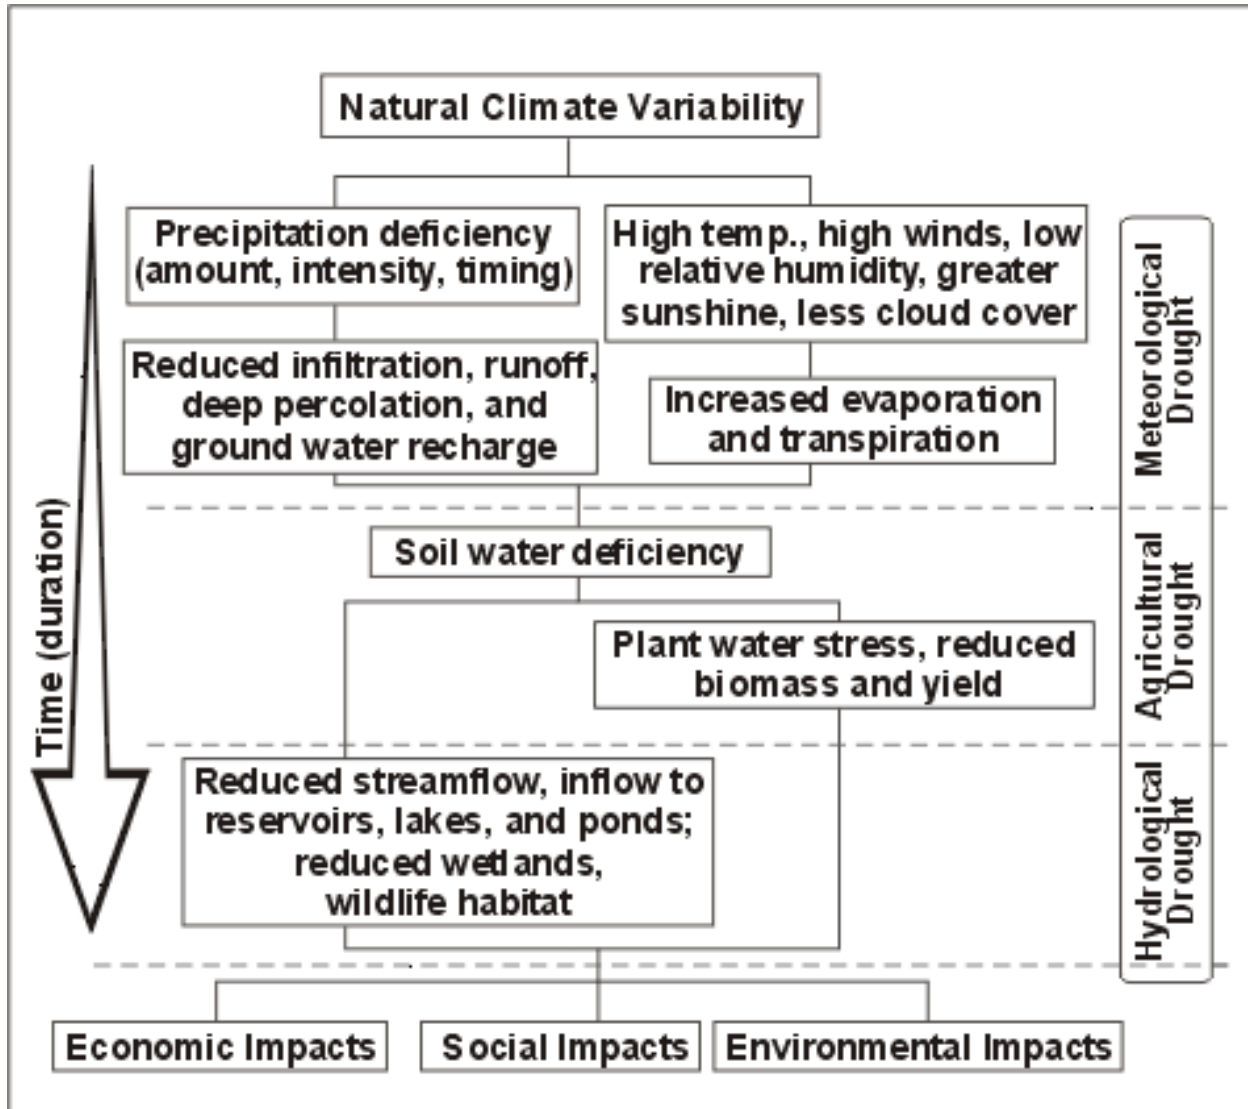 Natural Climate Variability
Precipitation deficiency
(amount, intensity, timing)
High temp., high winds, low
relative humidity, greater
sunshine, less cloud cover
Reduced infiltration, runoff,
deep percolation, and
ground water recharge
Increased evaporation
and transpiration
Meteorological
Drought
Time (duration)
Soil water deficiency
Plant water stress, reduced
biomass and yield
Agricultural
Drought
Reduced streamflow, inflow to
reservoirs, lakes, and ponds;
reduced wetlands,
wildlife habitat
Hydrological
Drought
Economic Impacts
Social Impacts
Environmental Impacts